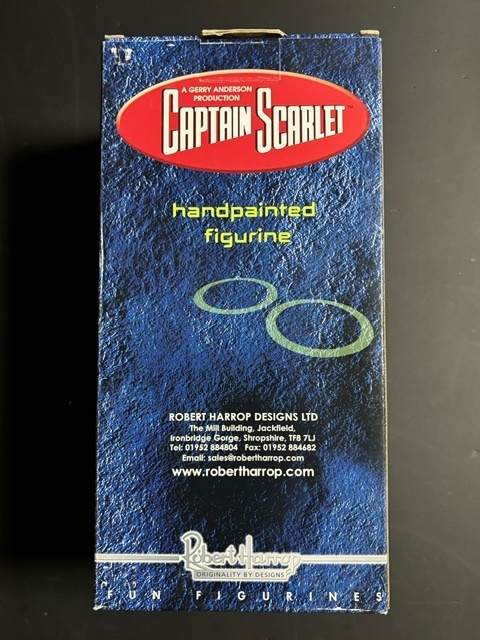 A GERRY ANDERSON
PRODUCTION
CAPTAIN SCARLET™
handpainted
figurine
ROBERT HARROP DESIGNS LTD
The Mill Building, Jackfield,
Ironbridge Gorge, Shropshire, TF8 7LJ
Tel: 01952 884804 Fax: 01952 884682
Email: sales@robertharrop.com
www.robertharrop.com
Robert Harrop
ORIGINALITY BY DESIGNS
FUN FIGURINES